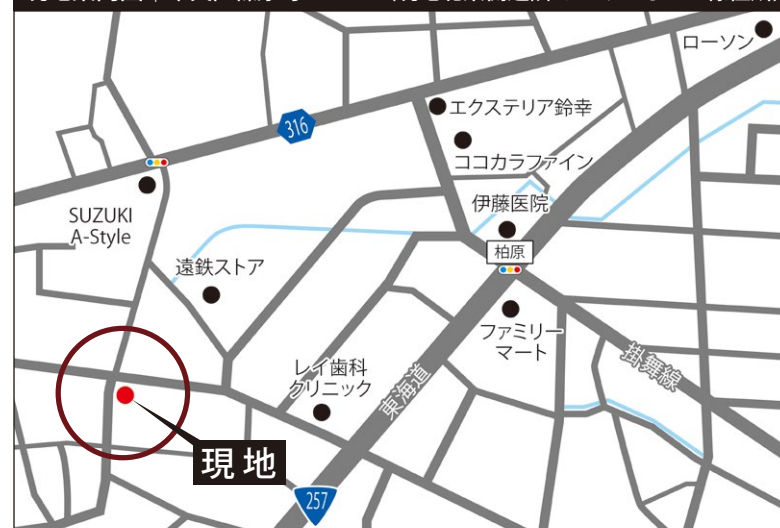 ローソン
エクステリア鈴幸
316
ココカラファイン
伊藤医院
SUZUKI
A-Style
柏原
遠鉄ストア
ファミリー
マート
掛舞線
レイ歯科
クリニック
東海道
現地
257